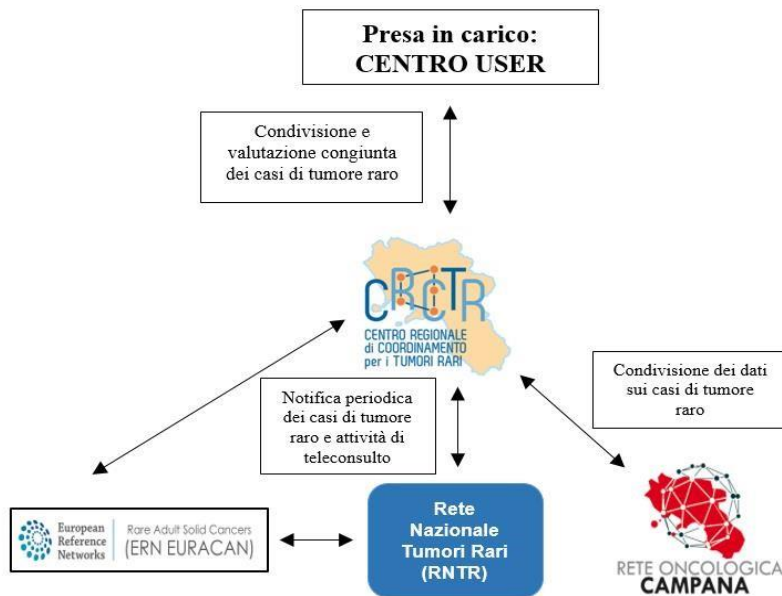 Presa in carico:
CENTRO USER
Condivisione e
valutazione congiunta
dei casi di tumore raro
CRCTR
CENTRO REGIONALE
di COORDINAMENTO
per i TUMORI RARI
Condivisione dei dati
sui casi di tumore
raro
Notifica periodica
dei casi di tumore
raro e attività di
teleconsulto
European
Reference
Networks
Rare Adult Solid Cancers
(ERN EURACAN)
Rete
Nazionale
Tumori Rari
(RNTR)
RETE ONCOLOGICA
CAMPANA